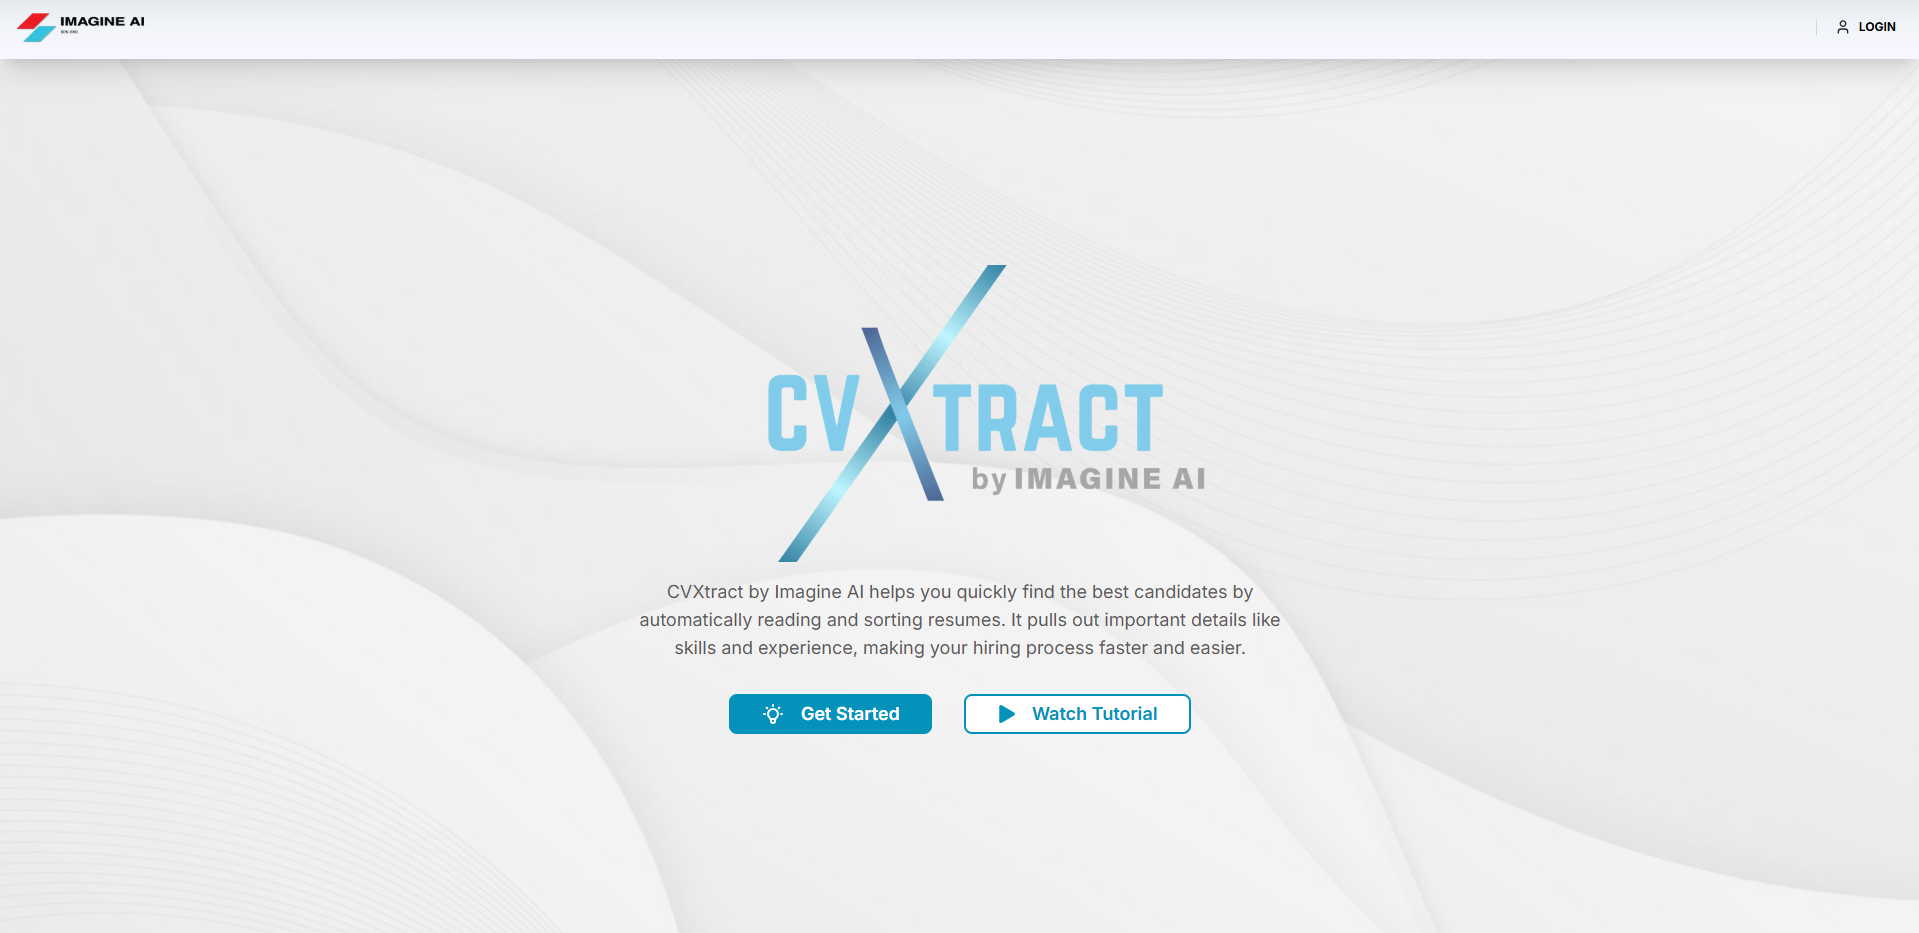 IMAGINE AI
SDN. BHD.
LOGIN
CVXTRACT
by IMAGINE AI
CVXtract by Imagine AI helps you quickly find the best candidates by
automatically reading and sorting resumes. It pulls out important details like
skills and experience, making your hiring process faster and easier.
Get Started
Watch Tutorial